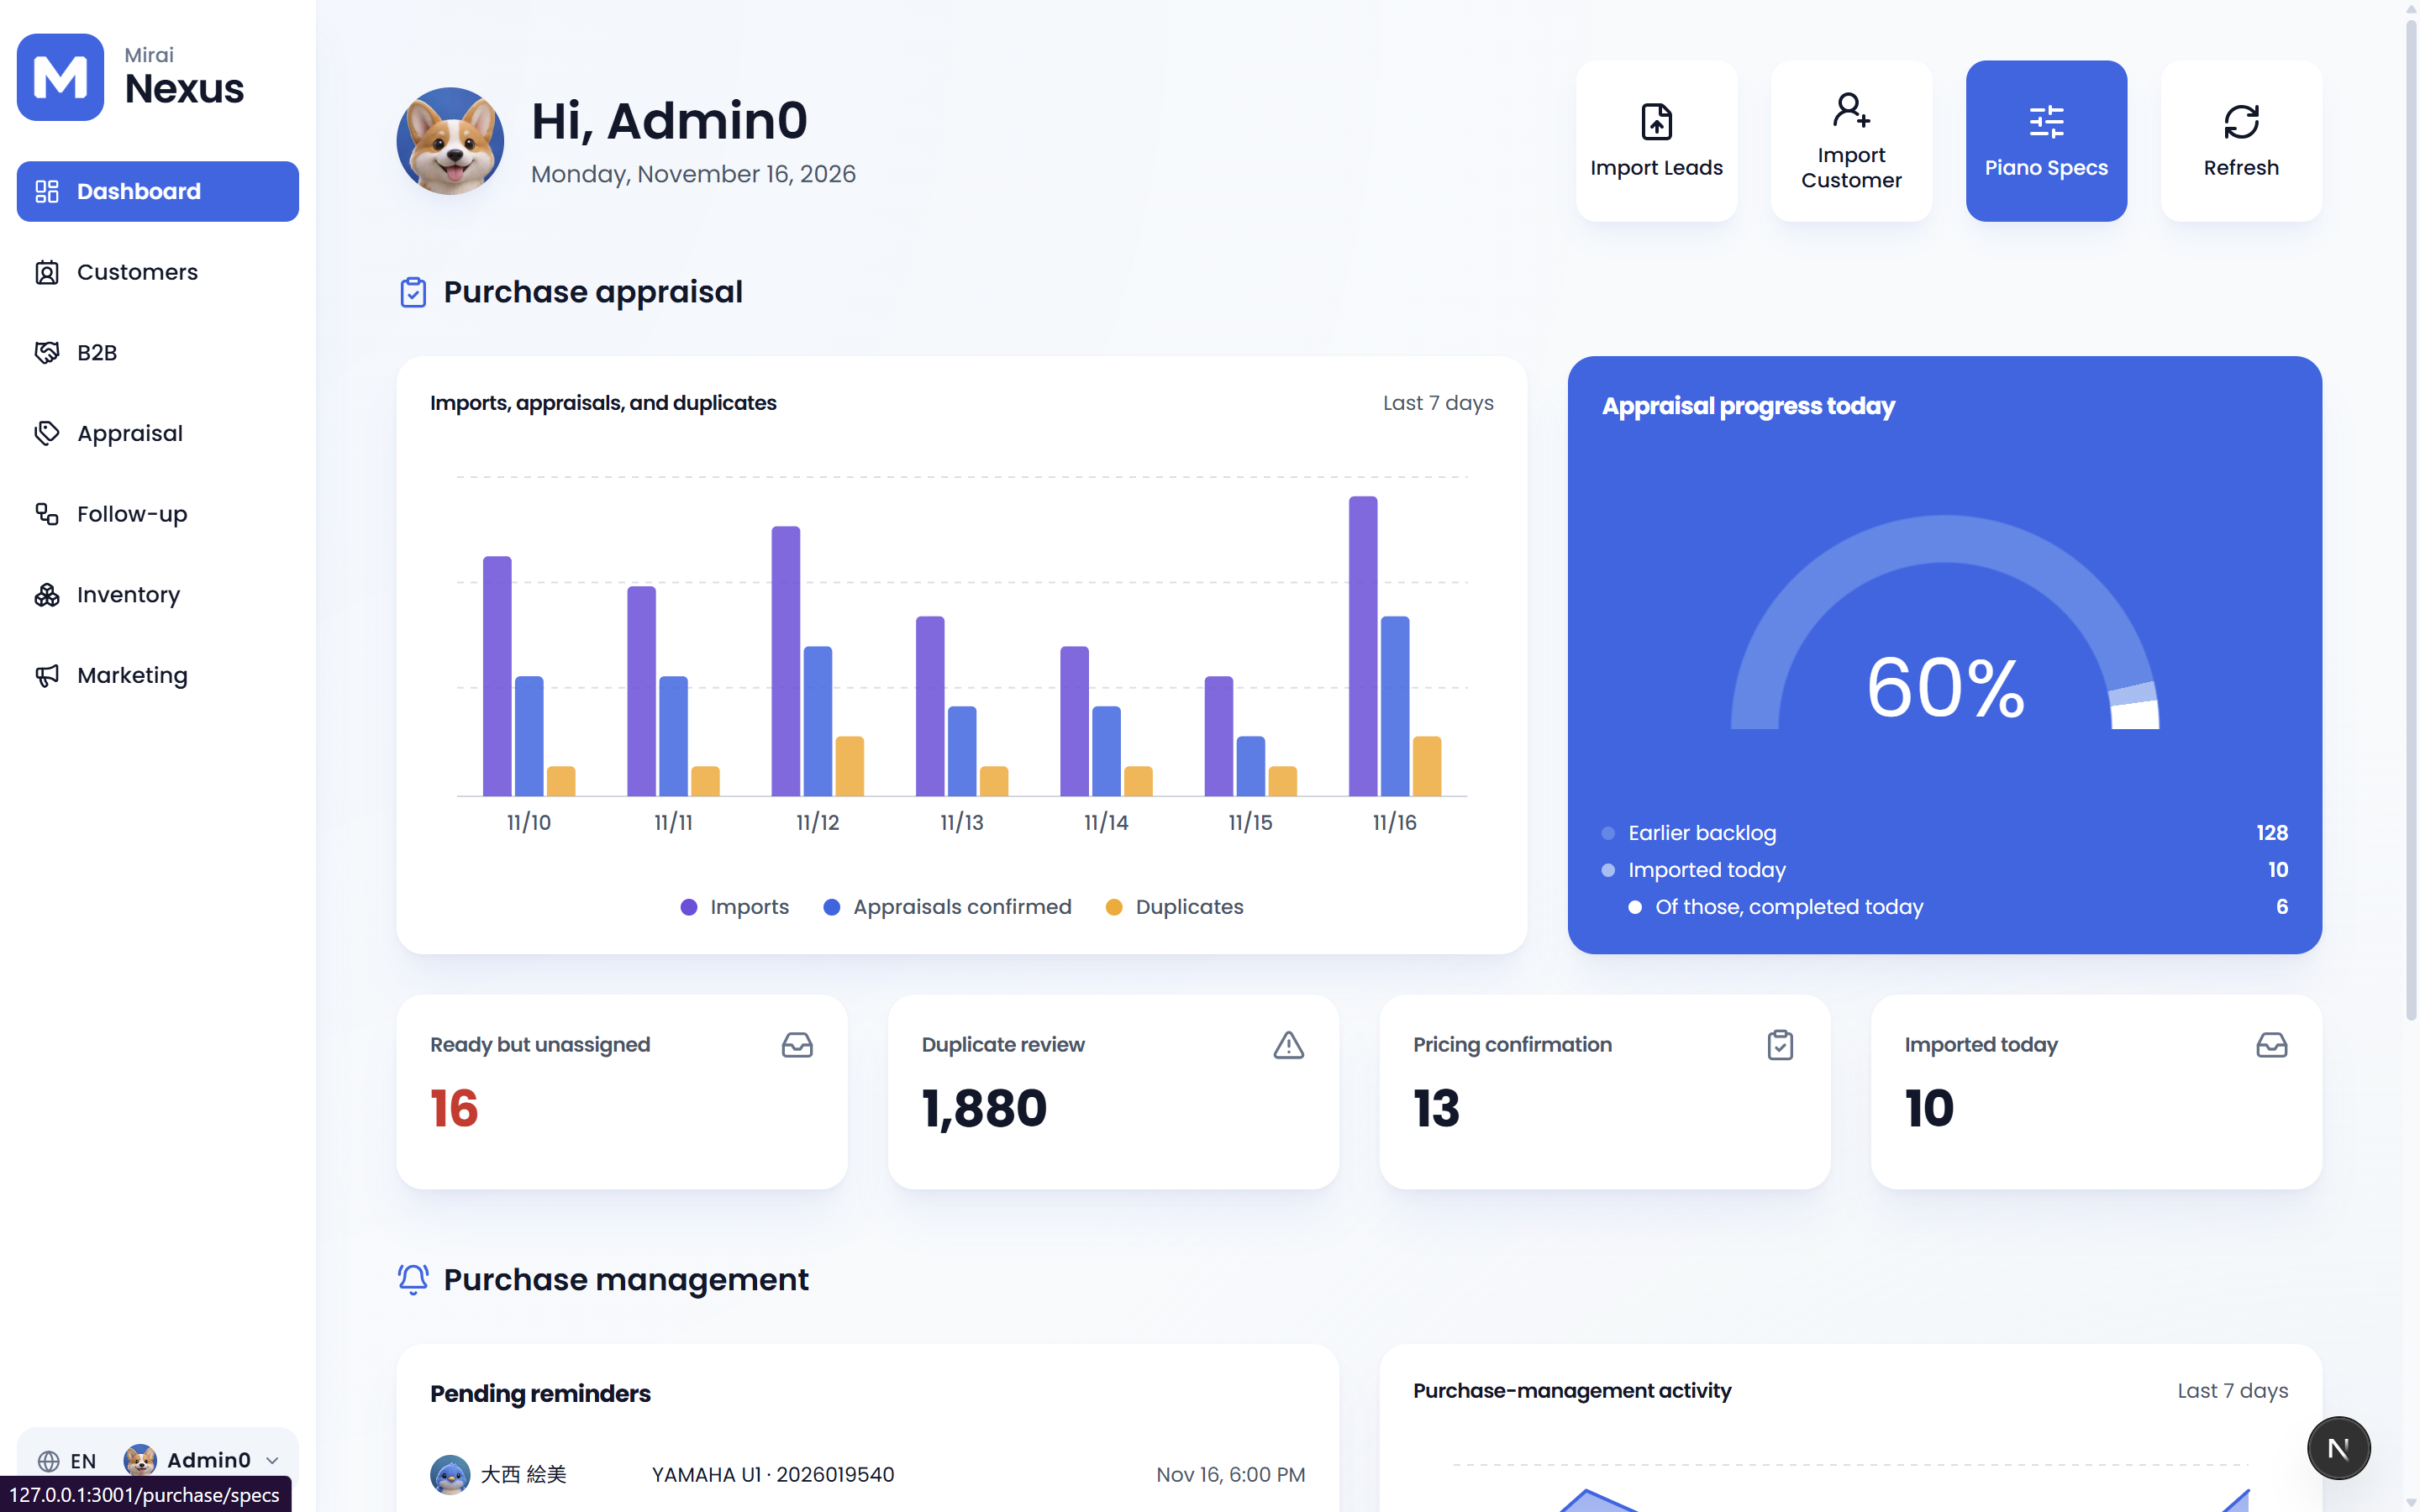 Mirai
Nexus
Dashboard
Customers
B2B
Appraisal
Follow-up
Inventory
Marketing
EN
Admin0
127.0.0.1:3001/purchase/specs
Hi, Admin0
Monday, November 16, 2026
Import Leads
Import
Customer
Piano Specs
Refresh
Purchase appraisal
Imports, appraisals, and duplicates
Last 7 days
11/10
11/11
11/12
11/13
11/14
11/15
11/16
Imports
Appraisals confirmed
Duplicates
Appraisal progress today
60%
Earlier backlog
128
Imported today
10
Of those, completed today
6
Ready but unassigned
16
Duplicate review
1,880
Pricing confirmation
13
Imported today
10
Purchase management
Pending reminders
大西 絵美
YAMAHA U1 · 2026019540
Nov 16, 6:00 PM
Purchase-management activity
Last 7 days